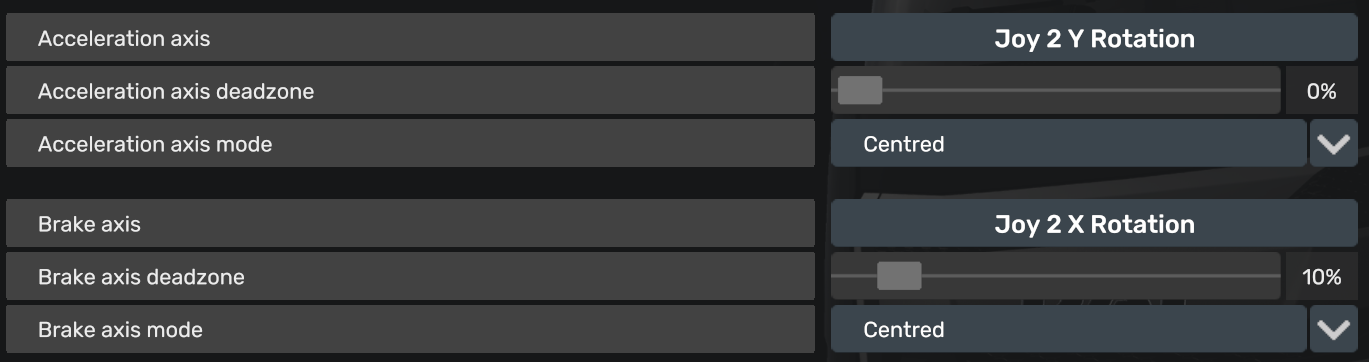 Acceleration axis Joy 2 Y Rotation
Acceleration axis deadzone 0%
Acceleration axis mode Centred
Brake axis Joy 2 X Rotation
Brake axis deadzone 10%
Brake axis mode Centred